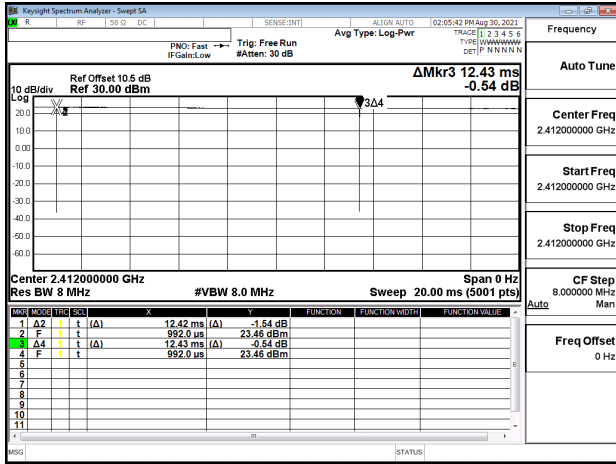 Keysight Spectrum Analyzer - Swept SA
LXI R RF 50 Ω DC SENSE:INT ALIGN AUTO 02:05:42 PM Aug 30, 2021
Avg Type: Log-Pwr TRACE 1 2 3 4 5 6
PNO: Fast Trig: Free Run TYPE WWWWWW
IFGain:Low #Atten: 30 dB DET P N N N N N
Frequency
Auto Tune
Center Freq
2.412000000 GHz
Start Freq
2.412000000 GHz
Stop Freq
2.412000000 GHz
CF Step
8.000000 MHz
Auto Man
Freq Offset
0 Hz
ΔMkr3 12.43 ms
-0.54 dB
Ref Offset 10.5 dB
10 dB/div Ref 30.00 dBm
Log
3Δ4
2
20.0
10.0
0.00
-10.0
-20.0
-30.0
-40.0
-50.0
-60.0
Center 2.412000000 GHz Span 0 Hz
Res BW 8 MHz #VBW 8.0 MHz Sweep 20.00 ms (5001 pts)
MKR MODE TRC SCL X Y FUNCTION FUNCTION WIDTH FUNCTION VALUE
1 Δ2 1 t (Δ) 12.42 ms (Δ) -1.54 dB
2 F 1 t 992.0 µs 23.46 dBm
3 Δ4 1 t (Δ) 12.43 ms (Δ) -0.54 dB
4 F 1 t 992.0 µs 23.46 dBm
5
6
7
8
9
10
11
MSG STATUS